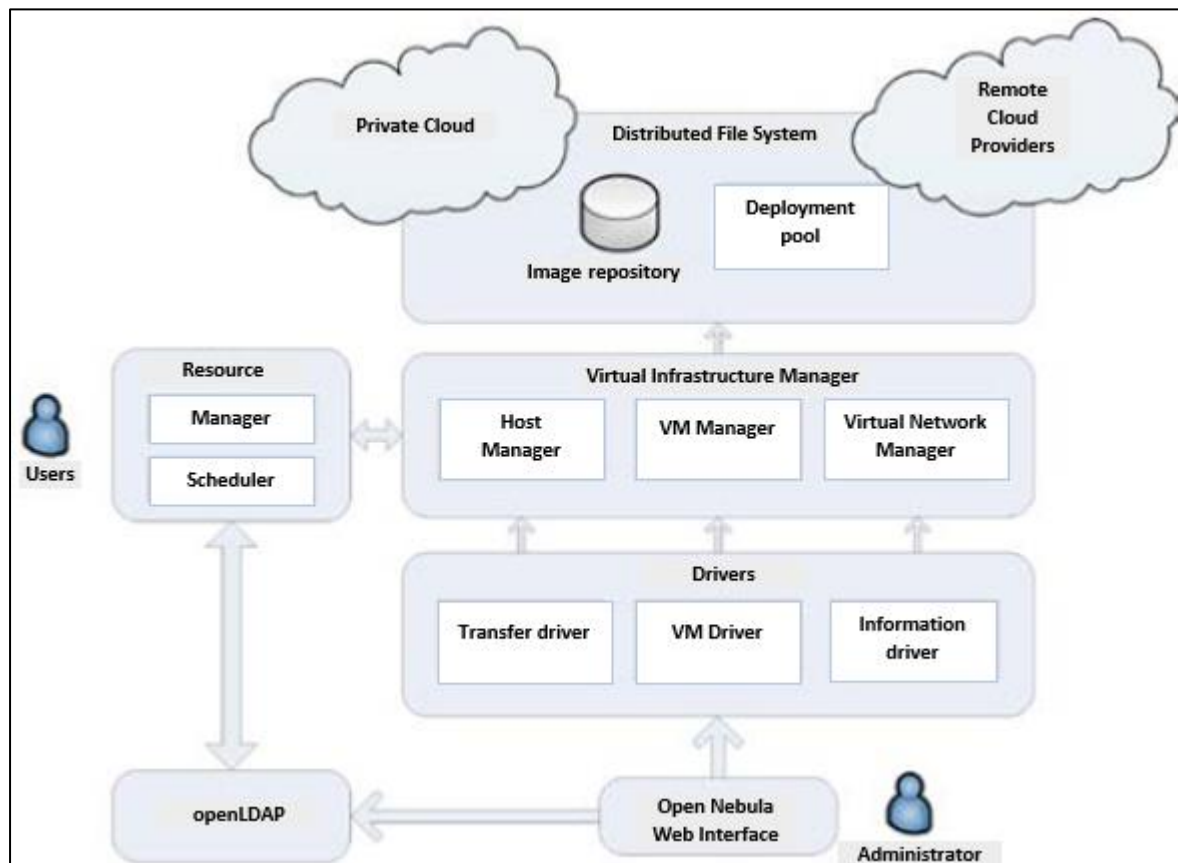 Private Cloud
Remote
Cloud
Providers
Distributed File System
Deployment
pool
Image repository
Resource
Manager
Scheduler
Users
Virtual Infrastructure Manager
Host
Manager
VM Manager
Virtual Network
Manager
Drivers
Transfer driver
VM Driver
Information
driver
openLDAP
Open Nebula
Web Interface
Administrator